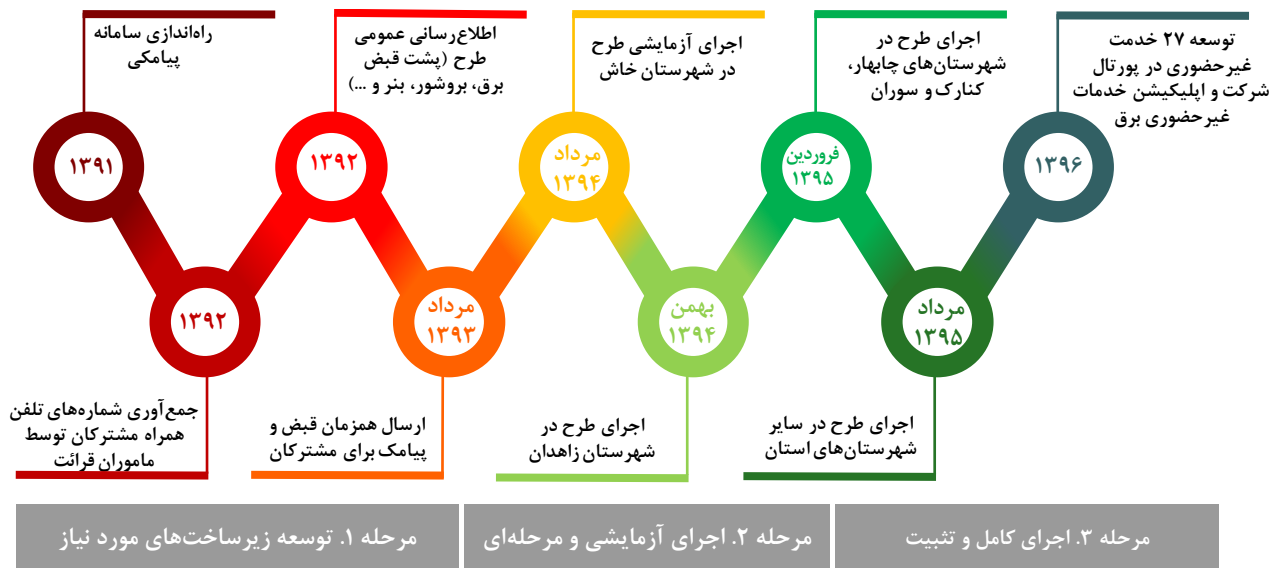 راه‌اندازی سامانه
پیامکی
۱۳۹۱
۱۳۹۲
جمع‌آوری شماره‌های تلفن
همراه مشترکان توسط
ماموران قرائت
اطلاع‌رسانی عمومی
طرح (پشت قبض
برق، بروشور، بنر و ...)
۱۳۹۲
مرداد
۱۳۹۳
ارسال همزمان قبض و
پیامک برای مشترکان
اجرای آزمایشی طرح
در شهرستان خاش
مرداد
۱۳۹۴
بهمن
۱۳۹۴
اجرای طرح در
شهرستان زاهدان
اجرای طرح در
شهرستان‌های چابهار،
کنارک و سوران
فروردین
۱۳۹۵
مرداد
۱۳۹۵
اجرای طرح در سایر
شهرستان‌های استان
توسعه ۲۷ خدمت
غیرحضوری در پورتال
شرکت و اپلیکیشن خدمات
غیرحضوری برق
۱۳۹۶
مرحله ۱. توسعه زیرساخت‌های مورد نیاز
مرحله ۲. اجرای آزمایشی و مرحله‌ای
مرحله ۳. اجرای کامل و تثبیت